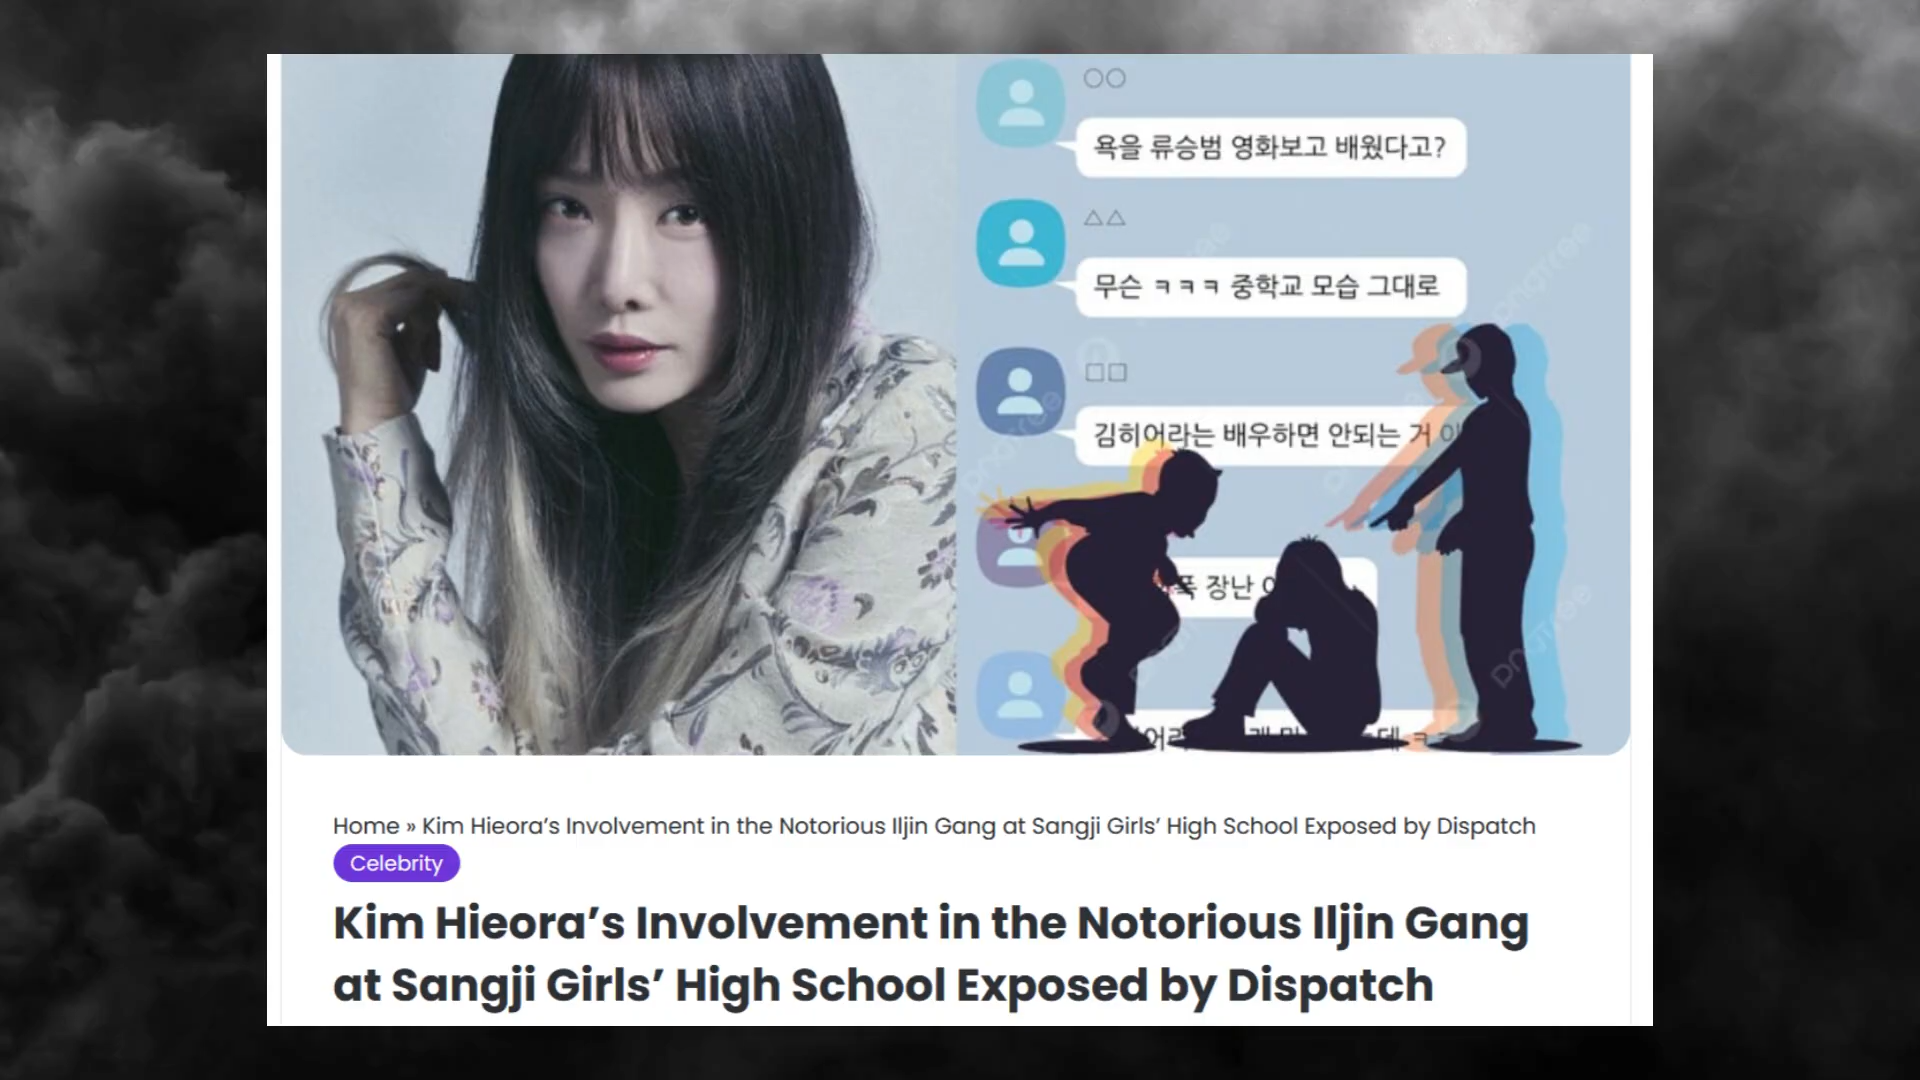 ○○
욕을 류승범 영화보고 배웠다고?
△△
무슨 ㅋㅋㅋ 중학교 모습 그대로
□□
김히어라는 배우하면 안되는 거
장난
Home » Kim Hieora’s Involvement in the Notorious Iljin Gang at Sangji Girls’ High School Exposed by Dispatch
Celebrity
Kim Hieora’s Involvement in the Notorious Iljin Gang
at Sangji Girls’ High School Exposed by Dispatch
pngtree
pngtree